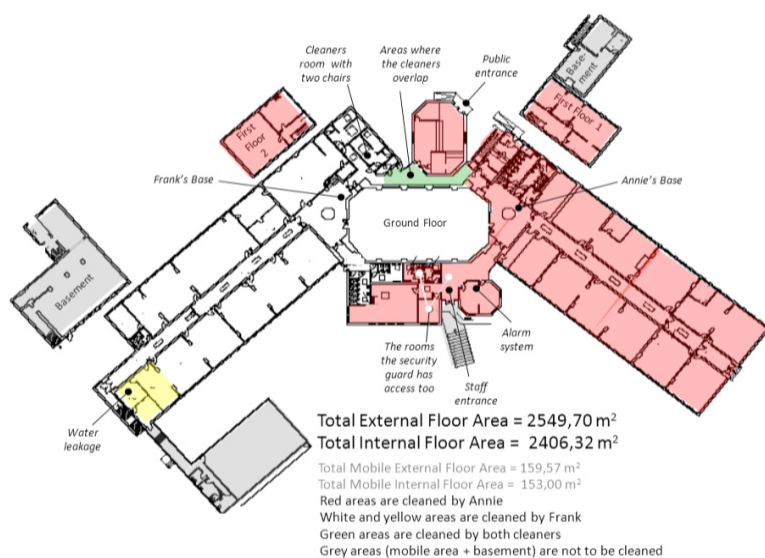 Cleaners
room with
two chairs
Areas where
the cleaners
overlap
Public
entrance
Base-
ment
First Floor 1
First
Floor
2
Frank's Base
Annie's Base
Ground Floor
Basement
Alarm
system
The rooms
the security
guard has
access too
Staff
entrance
Water
leakage
Total External Floor Area = 2549,70 m²
Total Internal Floor Area = 2406,32 m²
Total Mobile External Floor Area = 159,57 m²
Total Mobile Internal Floor Area = 153,00 m²
Red areas are cleaned by Annie
White and yellow areas are cleaned by Frank
Green areas are cleaned by both cleaners
Grey areas (mobile area + basement) are not to be cleaned